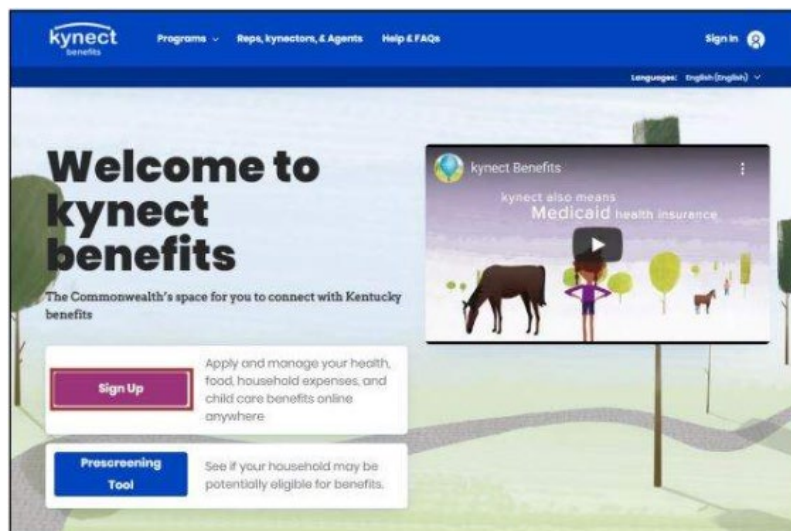 kynect
benefits
Programs
Reps, kynectors, & Agents
Help & FAQs
Sign In
Languages: English (English)
Welcome to
kynect
benefits
The Commonwealth's space for you to connect with Kentucky
benefits
kynect Benefits
kynect also means
Medicaid health insurance
Sign Up
Apply and manage your health,
food, household expenses, and
child care benefits online
anywhere
Prescreening
Tool
See if your household may be
potentially eligible for benefits.